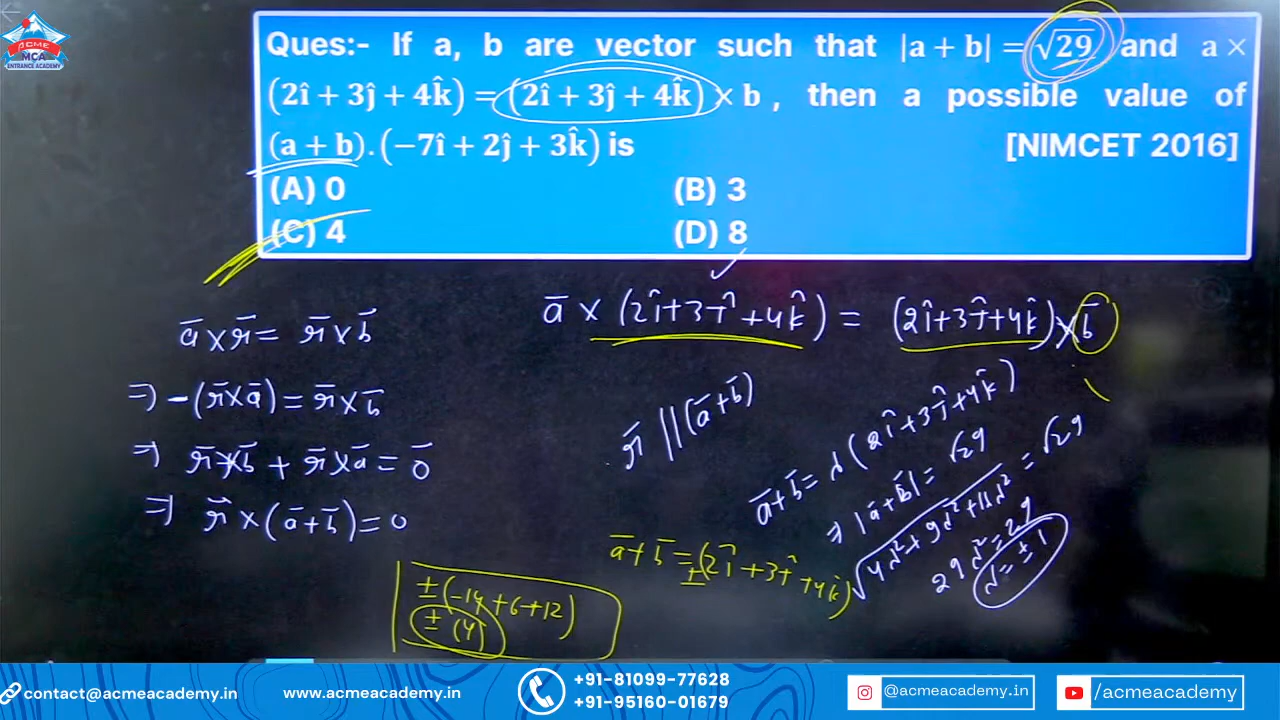 ACME
MCA
ENTRANCE ACADEMY
Ques:- If a, b are vector such that |a + b| = √29 and a ×
(2î + 3ĵ + 4k̂) = (2î + 3ĵ + 4k̂) × b , then a possible value of
(a + b). (−7î + 2ĵ + 3k̂) is [NIMCET 2016]
(A) 0 (B) 3
(C) 4 (D) 8
a̅ × r̅ = r̅ × b̅
⇒ −(r̅ × a̅) = r̅ × b̅
⇒ r̅ × b̅ + r̅ × a̅ = 0̅
⇒ r̅ × (a̅ + b̅) = 0
a̅ × (2î + 3ĵ + 4k̂) = (2î + 3ĵ + 4k̂) × b̅
r̅ || (a̅ + b̅)
a̅ + b̅ = λ (2î + 3ĵ + 4k̂)
⇒ |a̅ + b̅| = √29
= √29
29λ² = 29
λ = ± 1
a̅ + b̅ = ± (2î + 3ĵ + 4k̂)
± (−14 + 6 + 12)
± (4)
contact@acmeacademy.in
www.acmeacademy.in
+91-81099-77628
+91-95160-01679
@acmeacademy.in
/acmeacademy